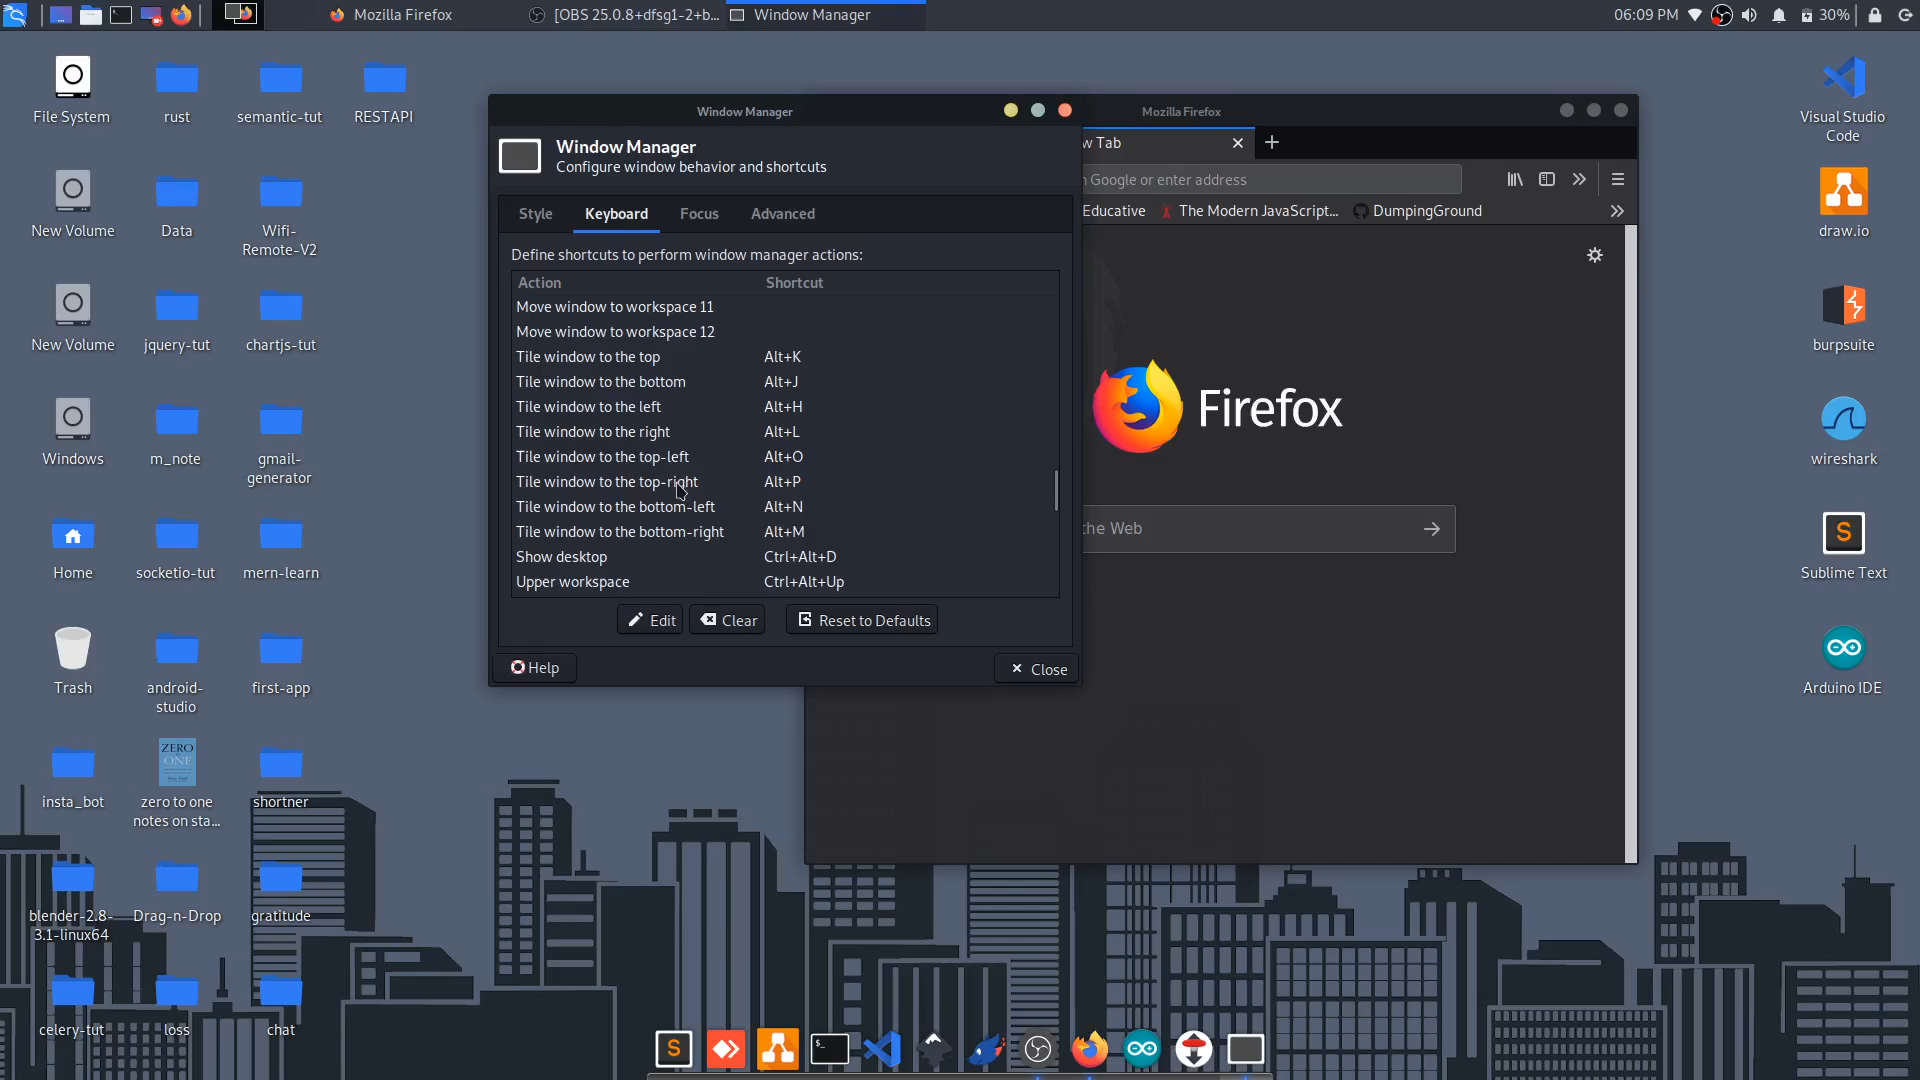 Mozilla Firefox
[OBS 25.0.8+dfsg1-2+b...
Window Manager
06:09 PM
30%
File System
rust
semantic-tut
RESTAPI
New Volume
Data
Wifi-
Remote-V2
New Volume
jquery-tut
chartjs-tut
Windows
m_note
gmail-
generator
Home
socketio-tut
mern-learn
Trash
android-
studio
first-app
insta_bot
ZERO
TO
ONE
zero to one
notes on sta...
shortner
blender-2.8-
3.1-linux64
Drag-n-Drop
gratitude
celery-tut
loss
chat
Window Manager
Window Manager
Configure window behavior and shortcuts
Style
Keyboard
Focus
Advanced
Define shortcuts to perform window manager actions:
Action Shortcut
Move window to workspace 11
Move window to workspace 12
Tile window to the top Alt+K
Tile window to the bottom Alt+J
Tile window to the left Alt+H
Tile window to the right Alt+L
Tile window to the top-left Alt+O
Tile window to the top-right Alt+P
Tile window to the bottom-left Alt+N
Tile window to the bottom-right Alt+M
Show desktop Ctrl+Alt+D
Upper workspace Ctrl+Alt+Up
Edit
Clear
Reset to Defaults
Help
Close
Mozilla Firefox
w Tab
n Google or enter address
Educative
The Modern JavaScript...
DumpingGround
Firefox
the Web
Visual Studio
Code
draw.io
burpsuite
wireshark
S
Sublime Text
Arduino IDE
S
$_